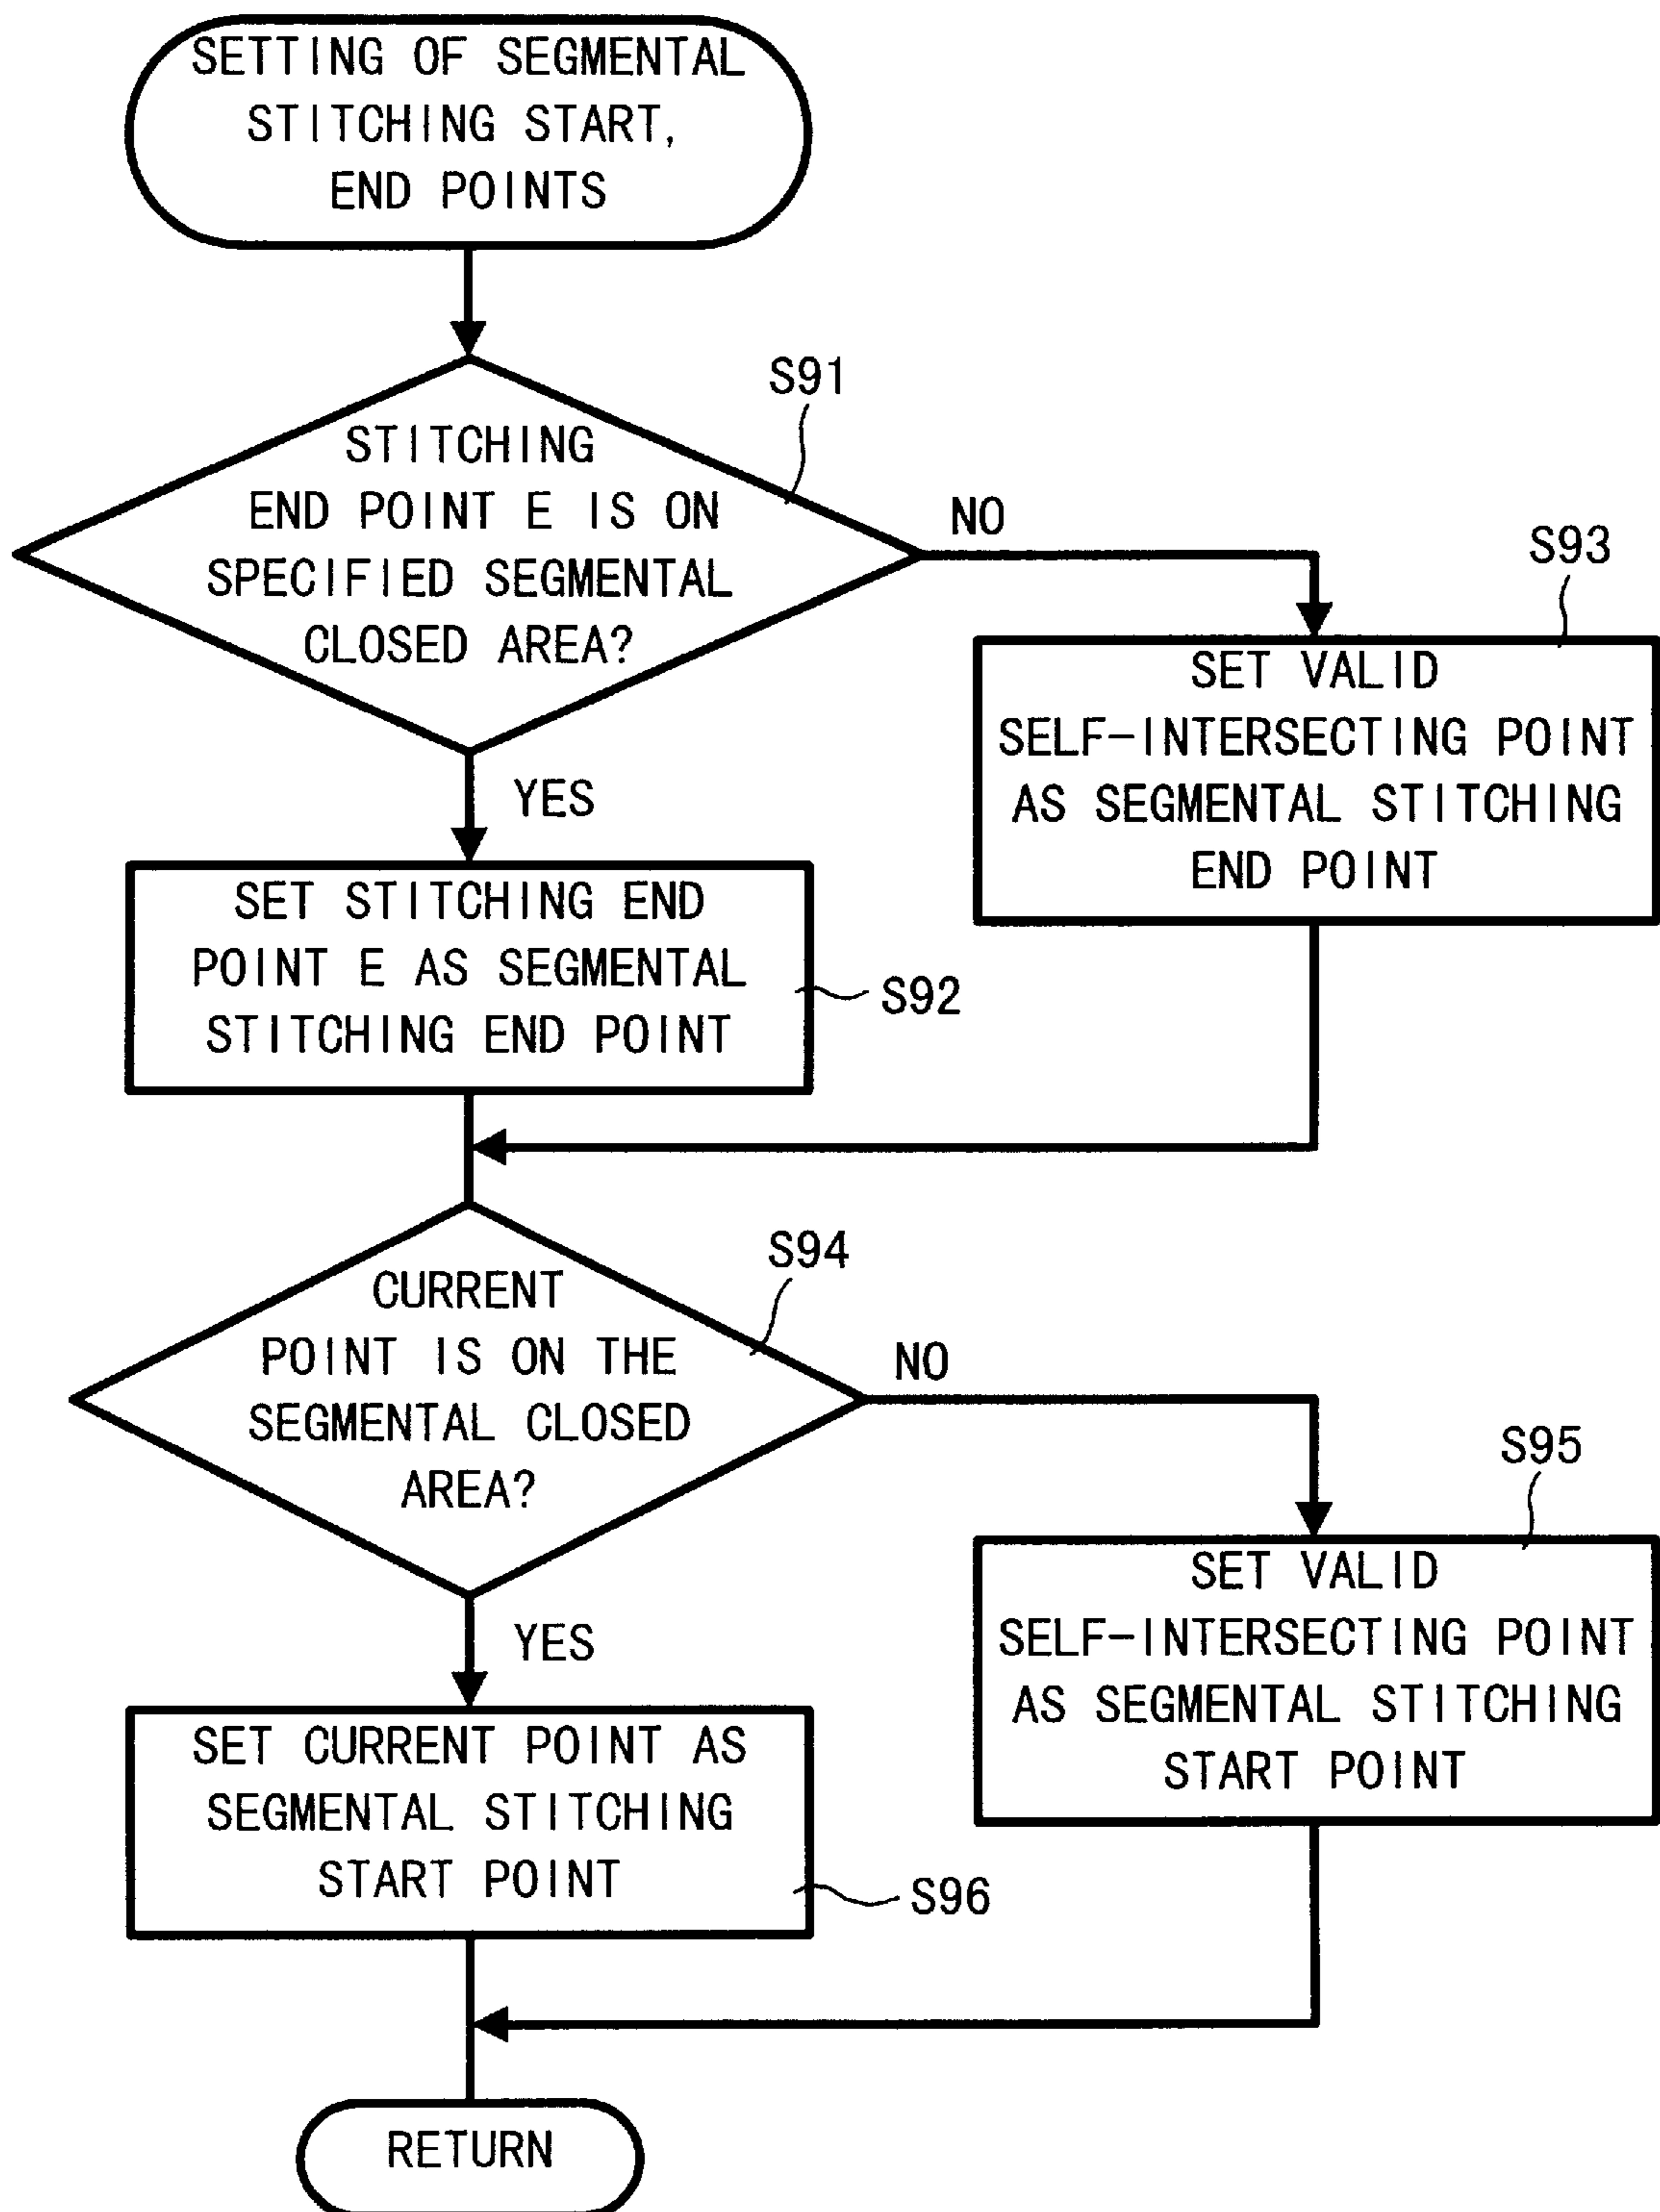 SETTING OF SEGMENTAL
STITCHING START,
END POINTS
S91
STITCHING
END POINT E IS ON
SPECIFIED SEGMENTAL
CLOSED AREA?
NO
S93
SET VALID
SELF-INTERSECTING POINT
AS SEGMENTAL STITCHING
END POINT
YES
SET STITCHING END
POINT E AS SEGMENTAL
STITCHING END POINT
S92
S94
CURRENT
POINT IS ON THE
SEGMENTAL CLOSED
AREA?
NO
S95
SET VALID
SELF-INTERSECTING POINT
AS SEGMENTAL STITCHING
START POINT
YES
SET CURRENT POINT AS
SEGMENTAL STITCHING
START POINT
S96
RETURN